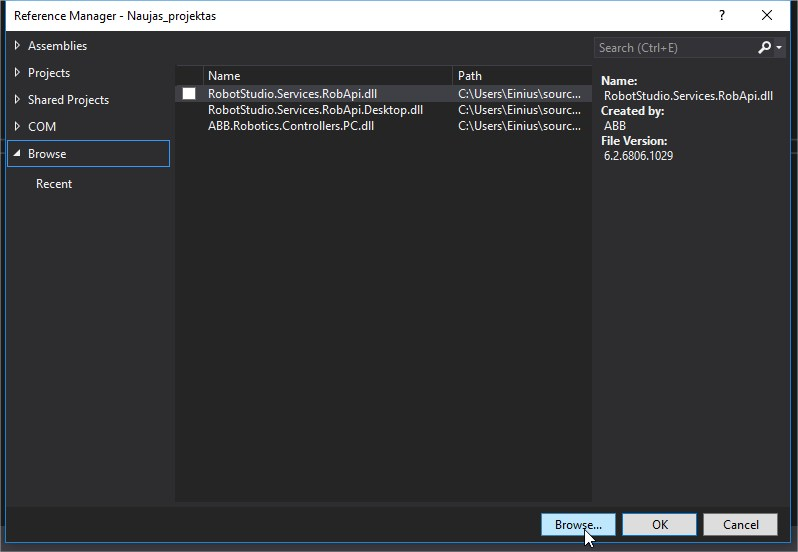 Reference Manager - Naujas_projektas ?
Assemblies
Projects
Shared Projects
COM
Browse
Recent
Name Path
RobotStudio.Services.RobApi.dll C:\Users\Einius\sourc...
RobotStudio.Services.RobApi.Desktop.dll C:\Users\Einius\sourc...
ABB.Robotics.Controllers.PC.dll C:\Users\Einius\sourc...
Search (Ctrl+E)
Name:
RobotStudio.Services.RobApi.dll
Created by:
ABB
File Version:
6.2.6806.1029
Browse... OK Cancel